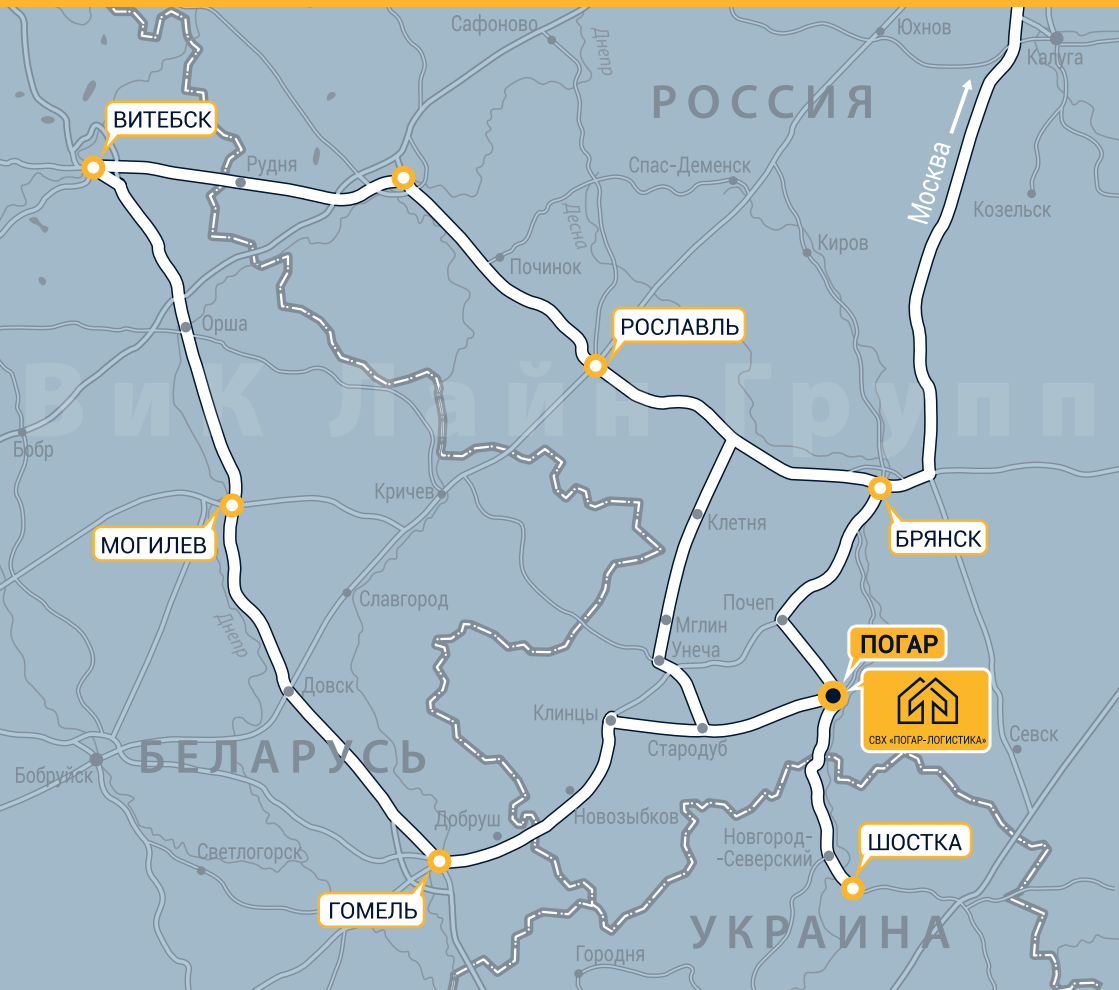 Сафоново
Днепр
Юхнов
Калуга
РОССИЯ
ВИТЕБСК
Рудня
Спас-Деменск
Москва
Козельск
Десна
Киров
Починок
Орша
РОСЛАВЛЬ
ВиК Лайн Групп
Бобр
Кричев
МОГИЛЕВ
Клетня
БРЯНСК
Славгород
Почеп
Днепр
Мглин
Унеча
ПОГАР
Довск
Клинцы
СВХ «ПОГАР-ЛОГИСТИКА»
Стародуб
Севск
БЕЛАРУСЬ
Бобруйск
Новозыбков
Добруш
Новгород-
-Северский
ШОСТКА
Светлогорск
ГОМЕЛЬ
УКРАИНА
Городня